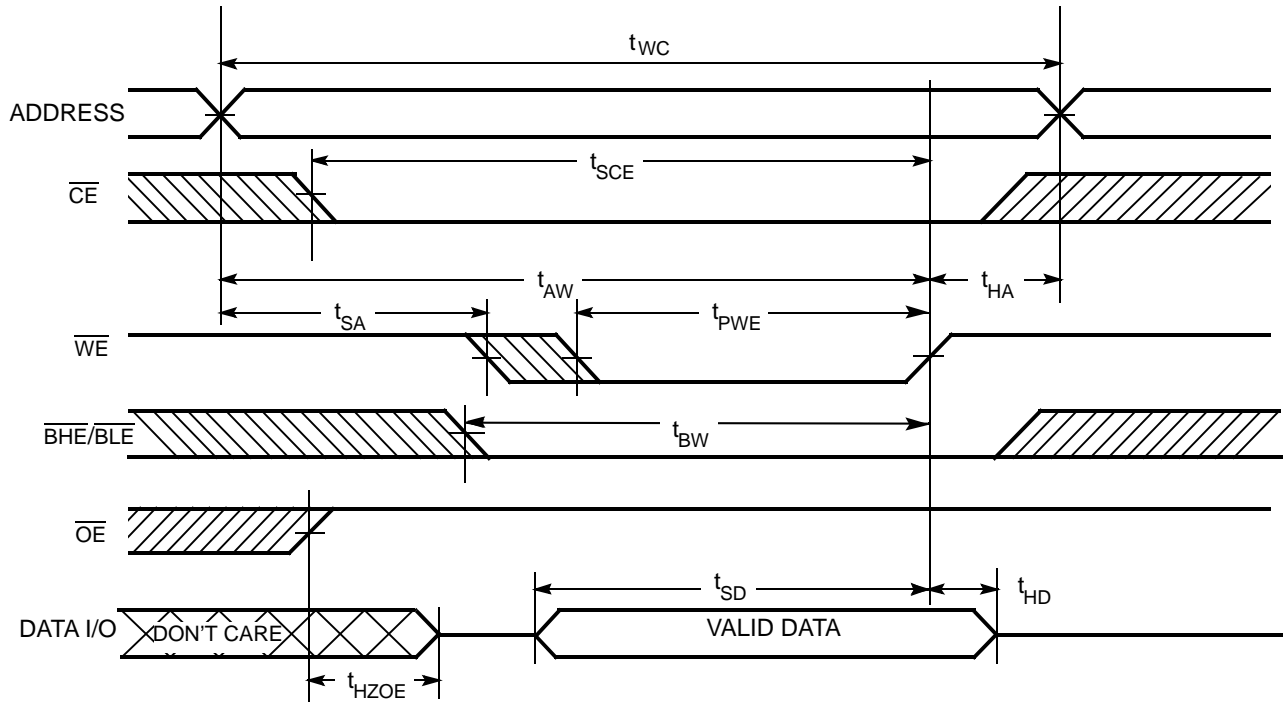 tWC
ADDRESS
tSCE
CE
tAW
tHA
tSA
tPWE
WE
BHE/BLE
tBW
OE
tSD
tHD
DATA I/O
DON'T CARE
VALID DATA
tHZOE